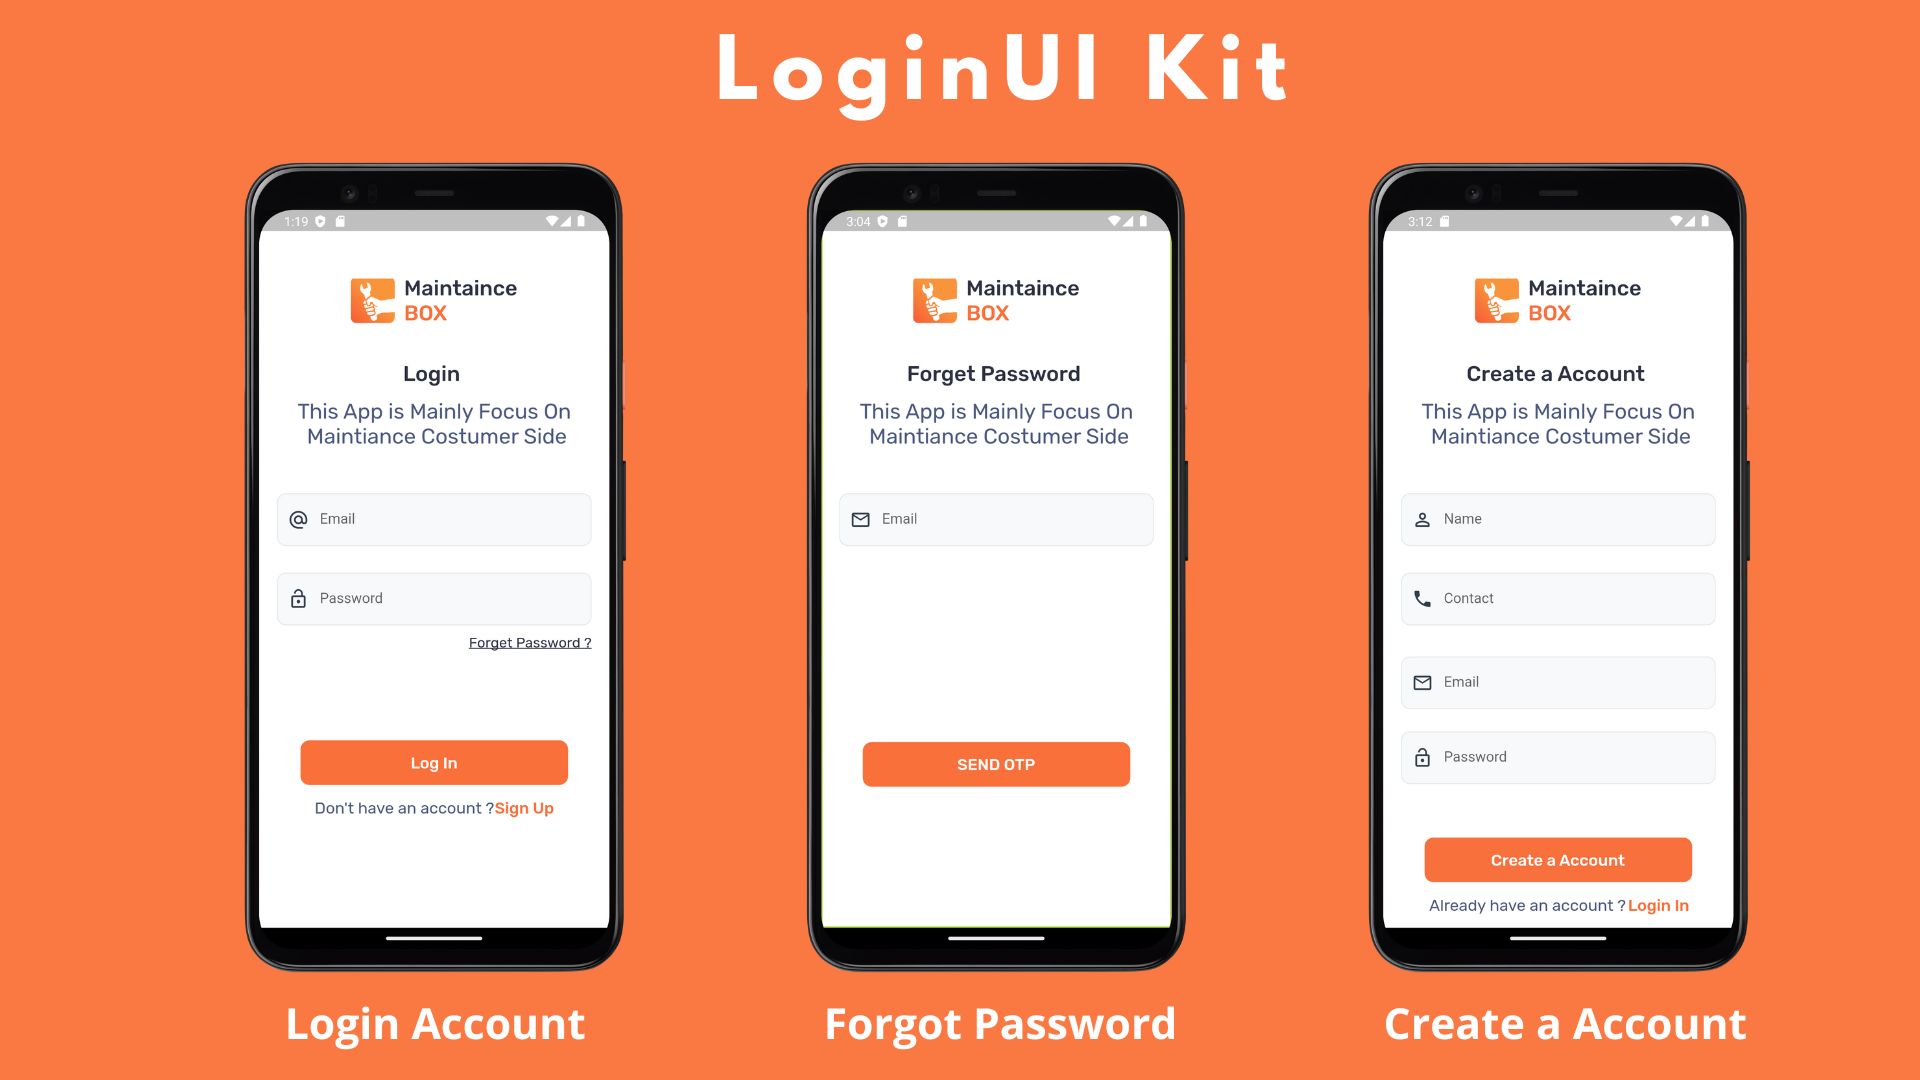 LoginUI Kit
1:19
Maintaince
BOX
Login
This App is Mainly Focus On
Maintiance Costumer Side
Email
Password
Forget Password ?
Log In
Don't have an account ?Sign Up
Login Account
3:04
Maintaince
BOX
Forget Password
This App is Mainly Focus On
Maintiance Costumer Side
Email
SEND OTP
Forgot Password
3:12
Maintaince
BOX
Create a Account
This App is Mainly Focus On
Maintiance Costumer Side
Name
Contact
Email
Password
Create a Account
Already have an account ? Login In
Create a Account